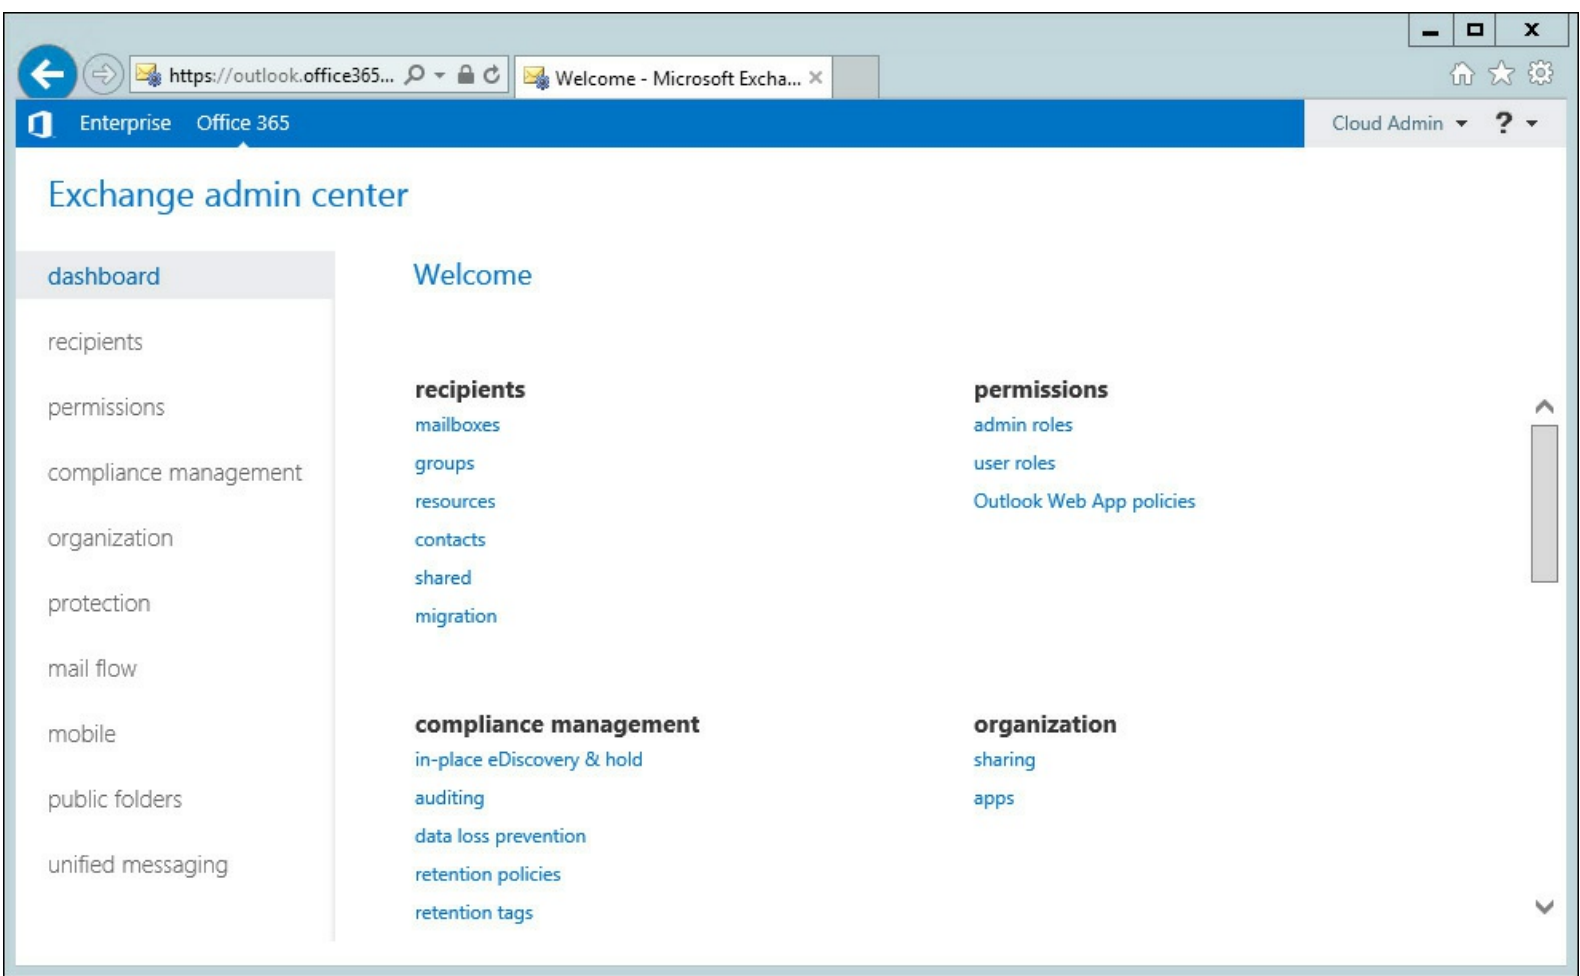 https://outlook.office365...
Welcome - Microsoft Excha...
Enterprise Office 365
Cloud Admin ?
Exchange admin center
dashboard
recipients
permissions
compliance management
organization
protection
mail flow
mobile
public folders
unified messaging
Welcome
recipients
mailboxes
groups
resources
contacts
shared
migration
permissions
admin roles
user roles
Outlook Web App policies
compliance management
in-place eDiscovery & hold
auditing
data loss prevention
retention policies
retention tags
organization
sharing
apps